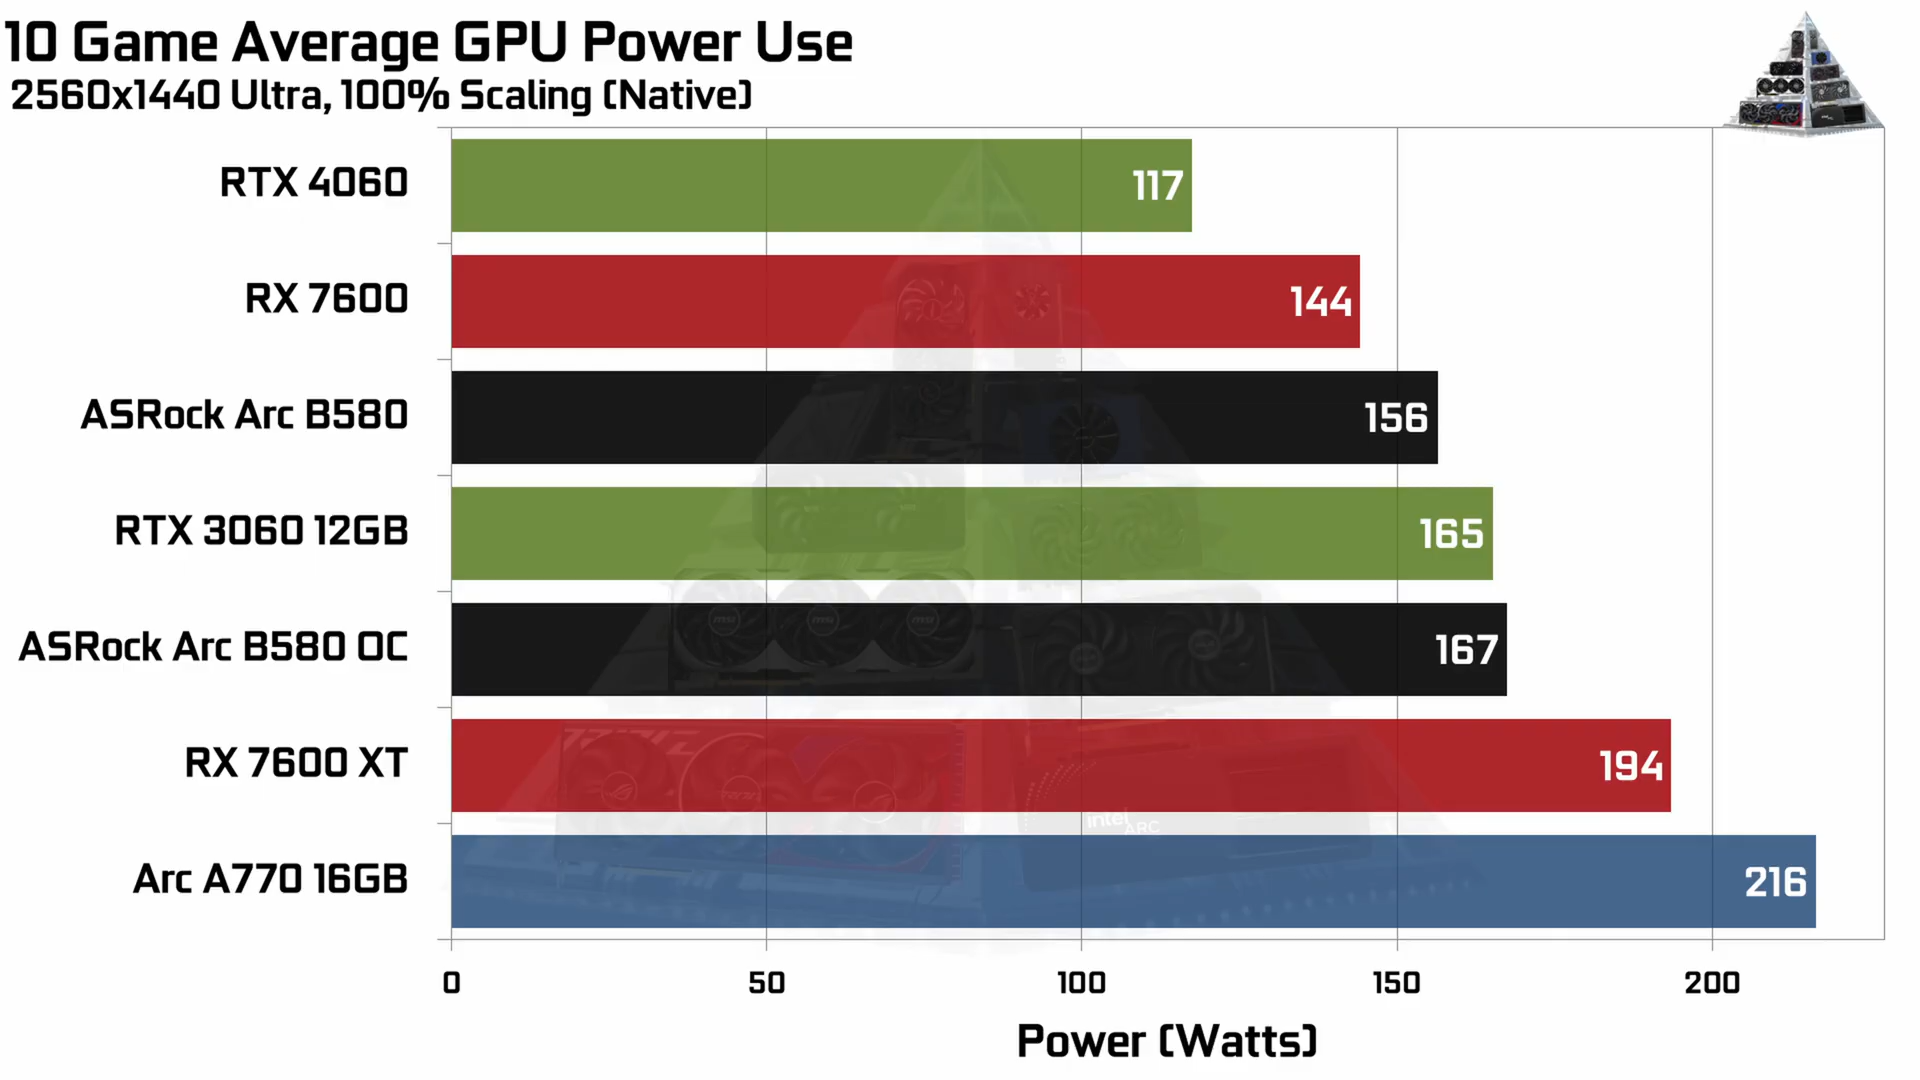 10 Game Average GPU Power Use
2560x1440 Ultra, 100% Scaling (Native)
RTX 4060 117
RX 7600 144
ASRock Arc B580 156
RTX 3060 12GB 165
ASRock Arc B580 OC 167
RX 7600 XT 194
intel ARC
Arc A770 16GB 216
0 50 100 150 200
Power (Watts)